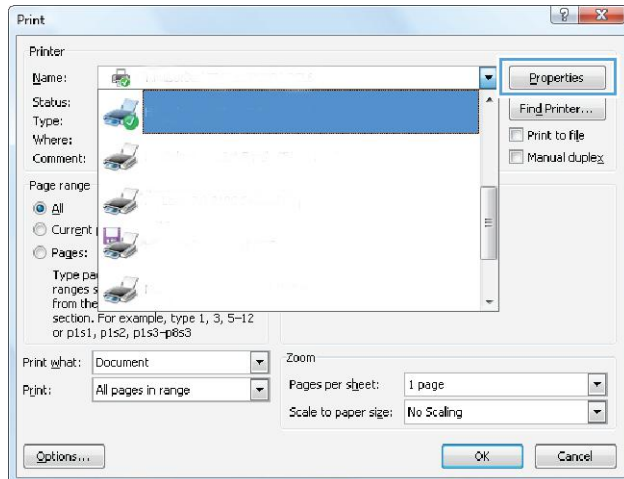 Print
Printer
Name:
Properties
Status:
Find Printer...
Type:
Where:
Print to file
Comment:
Manual duplex
Page range
All
Current
Pages:
Type pa
ranges s
from the
section. For example, type 1, 3, 5–12
or p1s1, p1s2, p1s3–p8s3
Print what: Document
Print: All pages in range
Zoom
Pages per sheet: 1 page
Scale to paper size: No Scaling
Options...
OK
Cancel